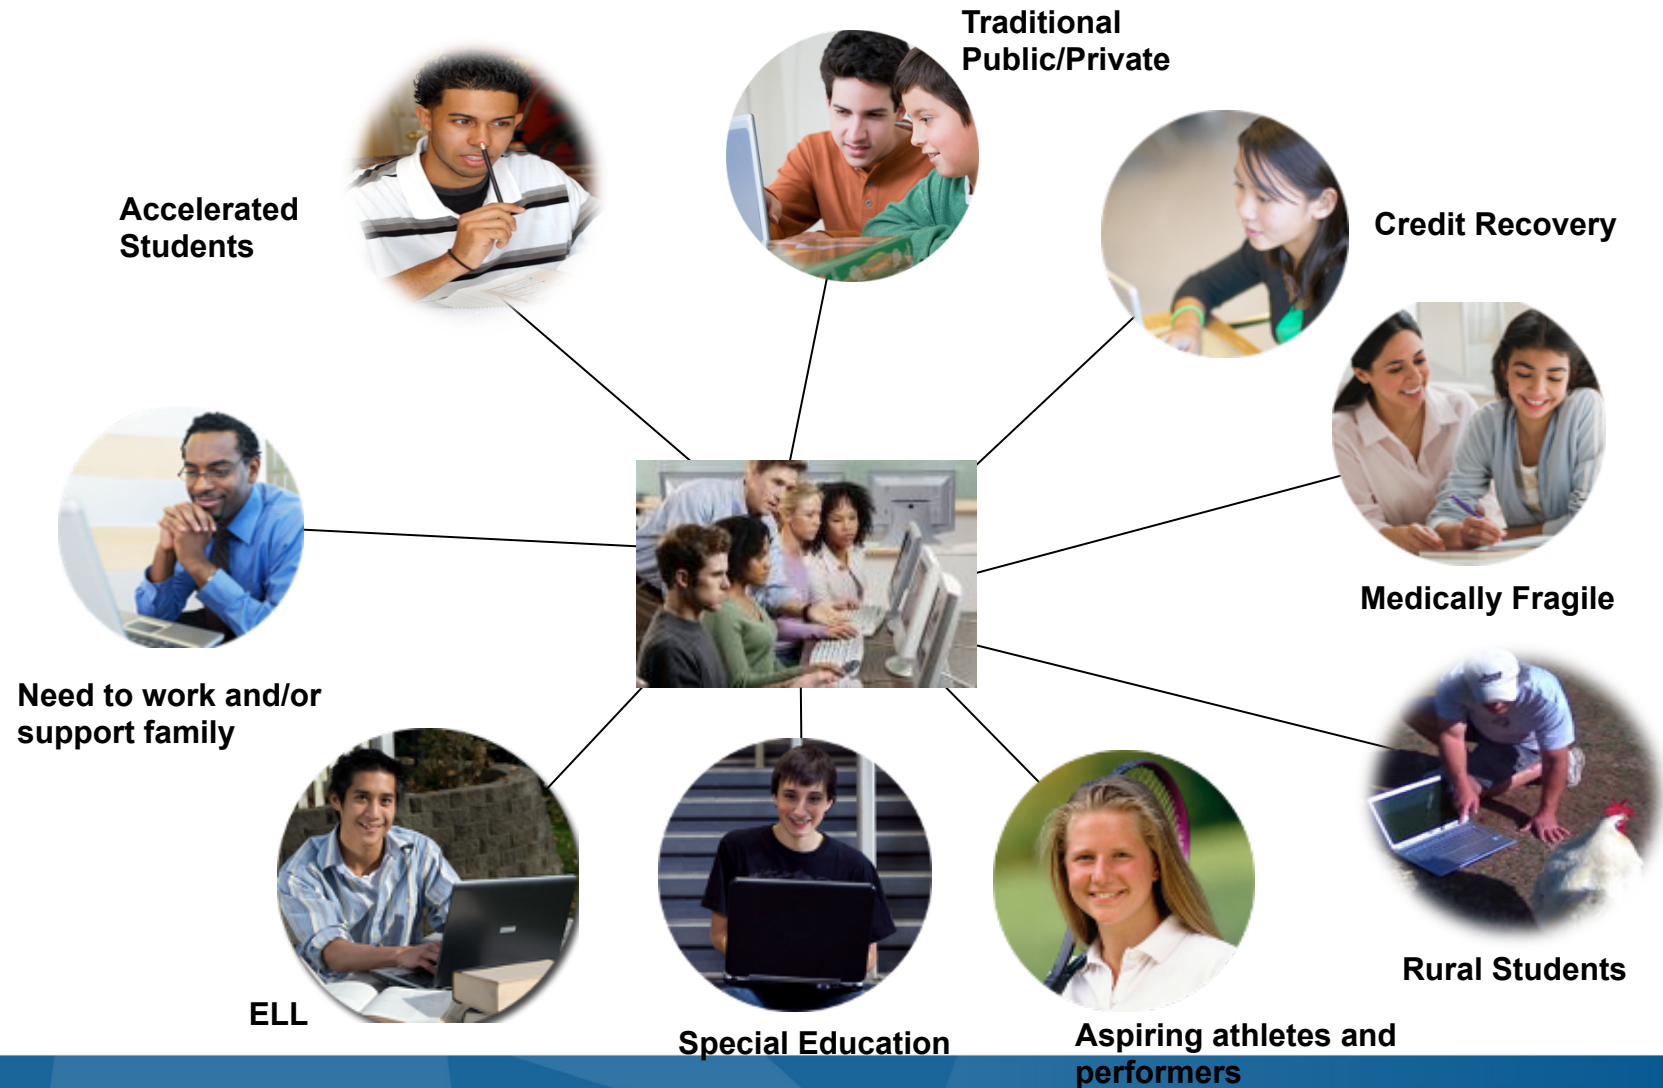 Traditional
Public/Private
Accelerated
Students
Credit Recovery
Medically Fragile
Need to work and/or
support family
Rural Students
ELL
Special Education
Aspiring athletes and
performers